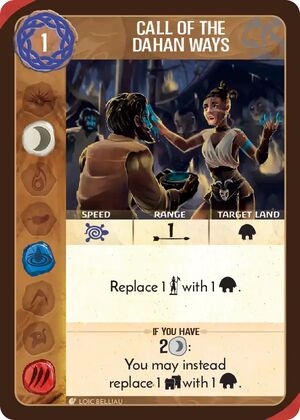 1
CALL OF THE
DAHAN WAYS
SPEED RANGE TARGET LAND
1
Replace 1 with 1 .
IF YOU HAVE
2 :
You may instead
replace 1 with 1 .
LOIC BELLIAU